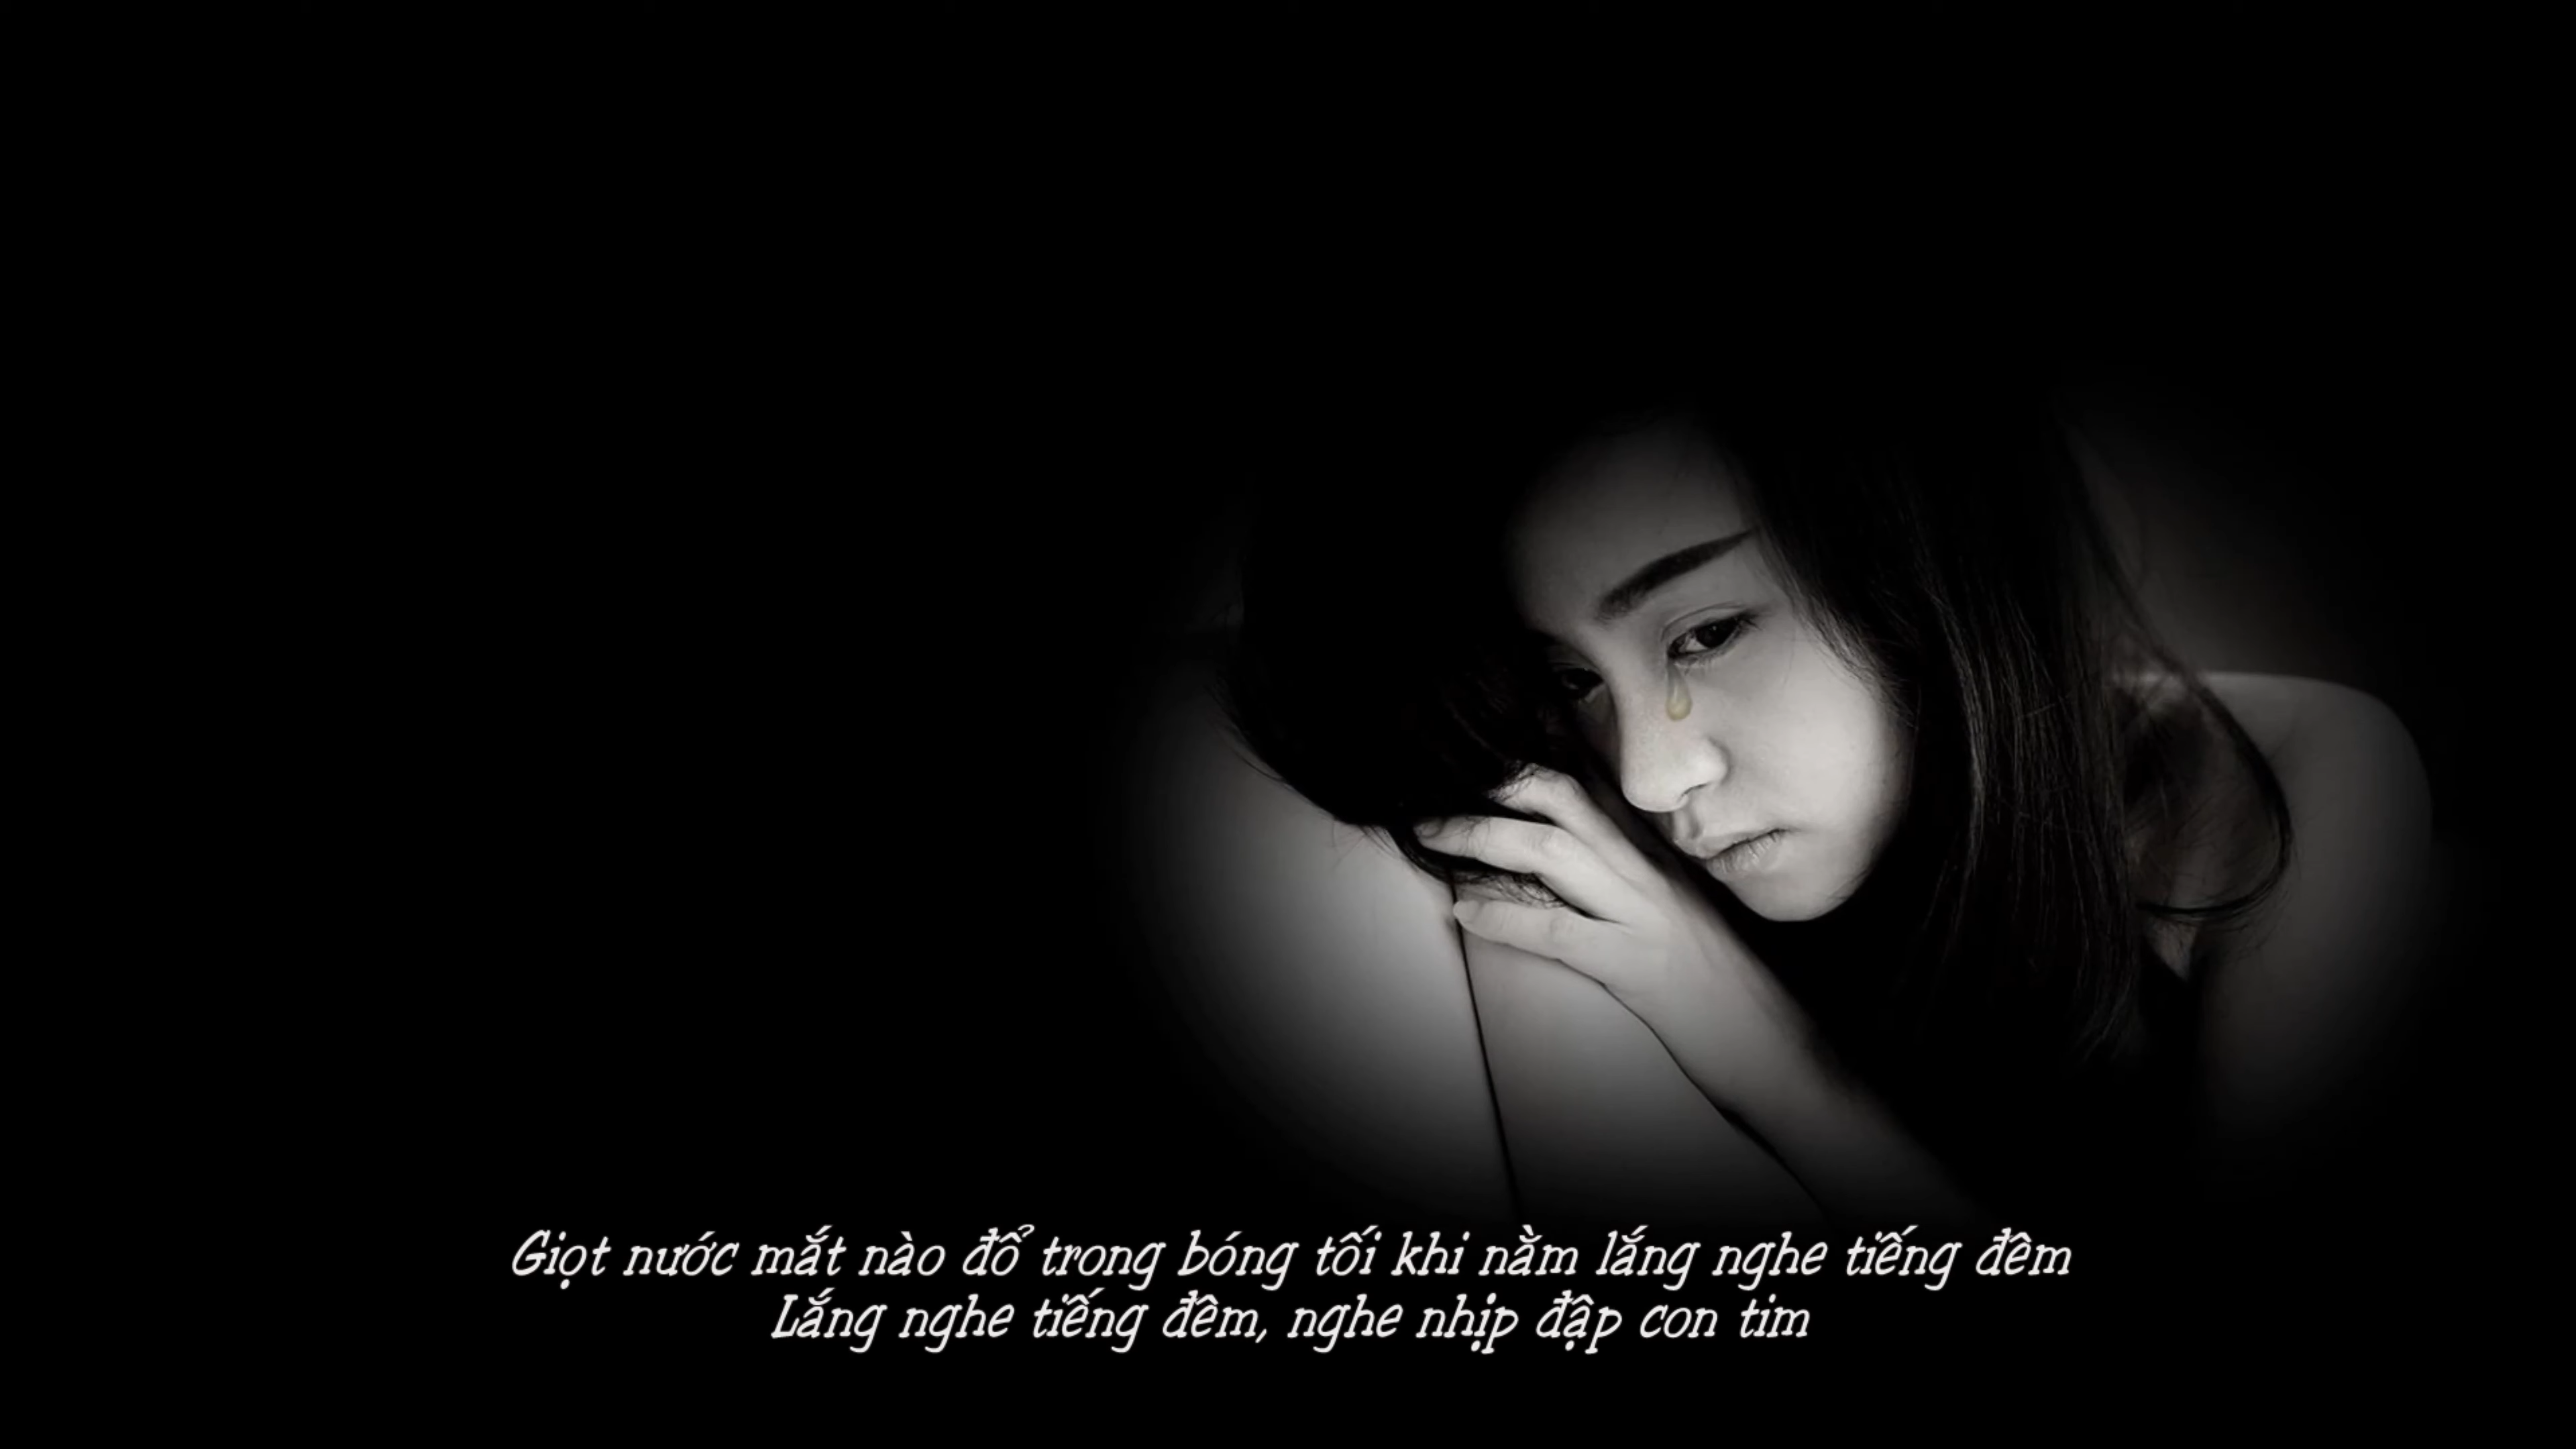 Giọt nước mắt nào đổ trong bóng tối khi nằm lắng nghe tiếng đêm
Lắng nghe tiếng đêm, nghe nhịp đập con tim